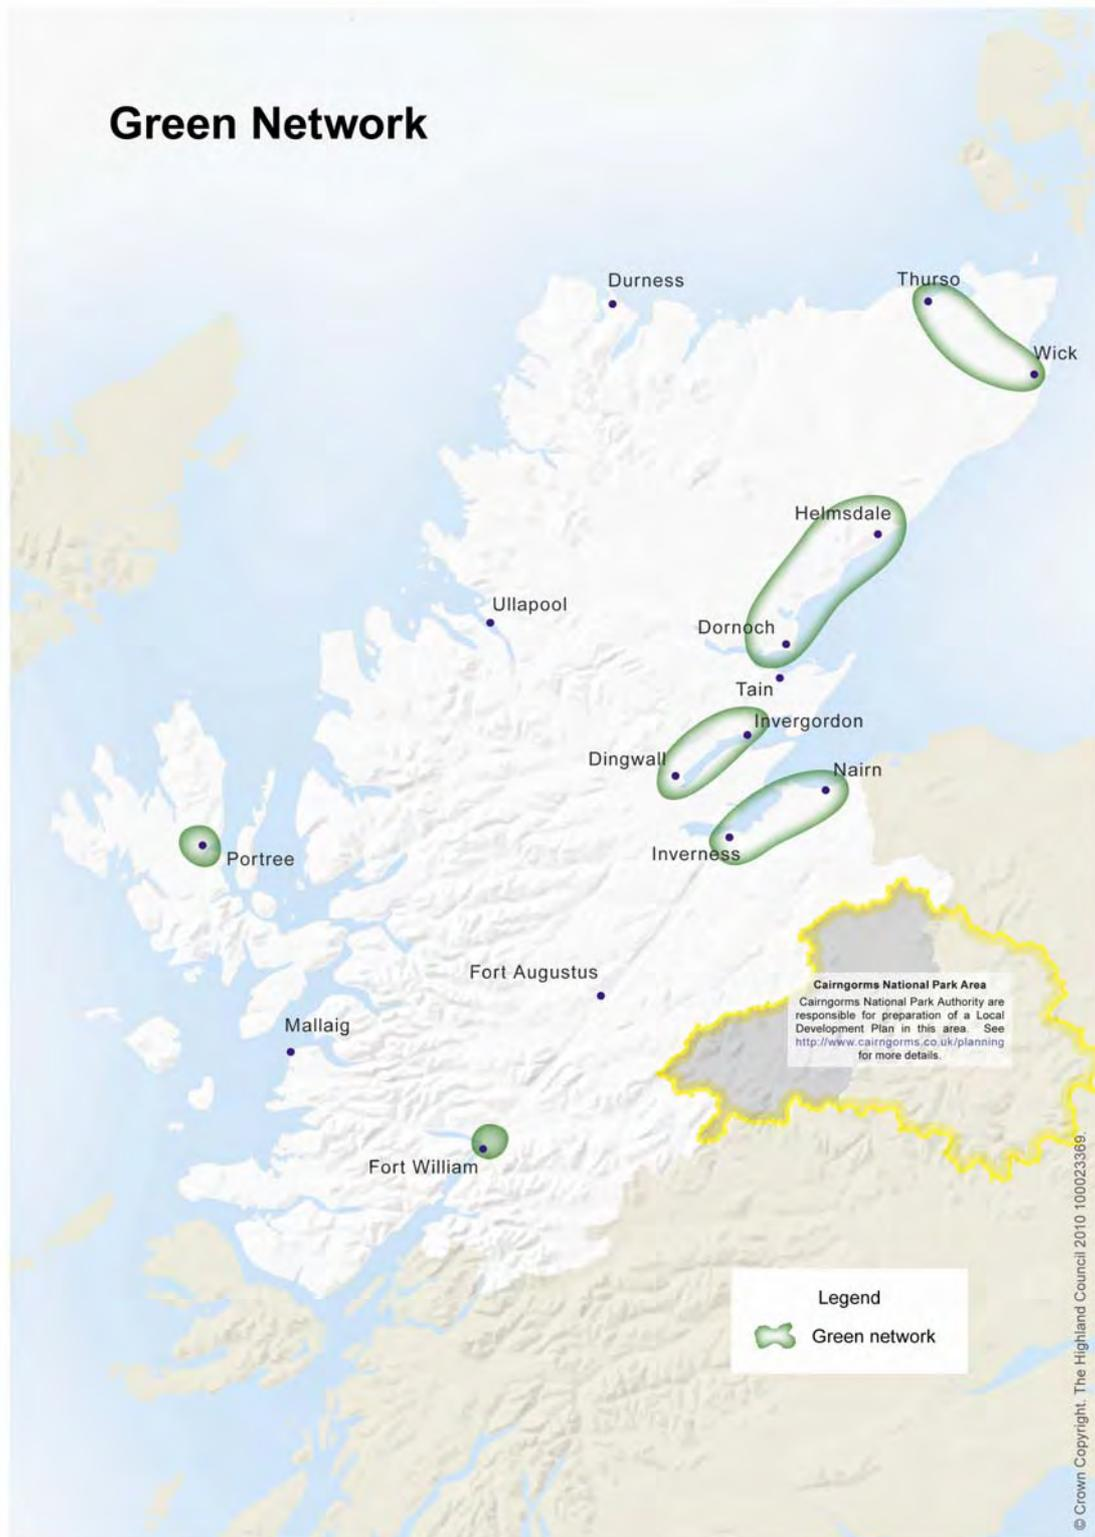 Green Network
Durness
Thurso
Wick
Helmsdale
Ullapool
Dornoch
Tain
Invergordon
Dingwall
Nairn
Inverness
Portree
Fort Augustus
Cairngorms National Park Area
Cairngorms National Park Authority are
responsible for preparation of a Local
Development Plan in this area. See
http://www.cairngorms.co.uk/planning
for more details.
Mallaig
Fort William
Legend
Green network
© Crown Copyright. The Highland Council 2010 100023369.